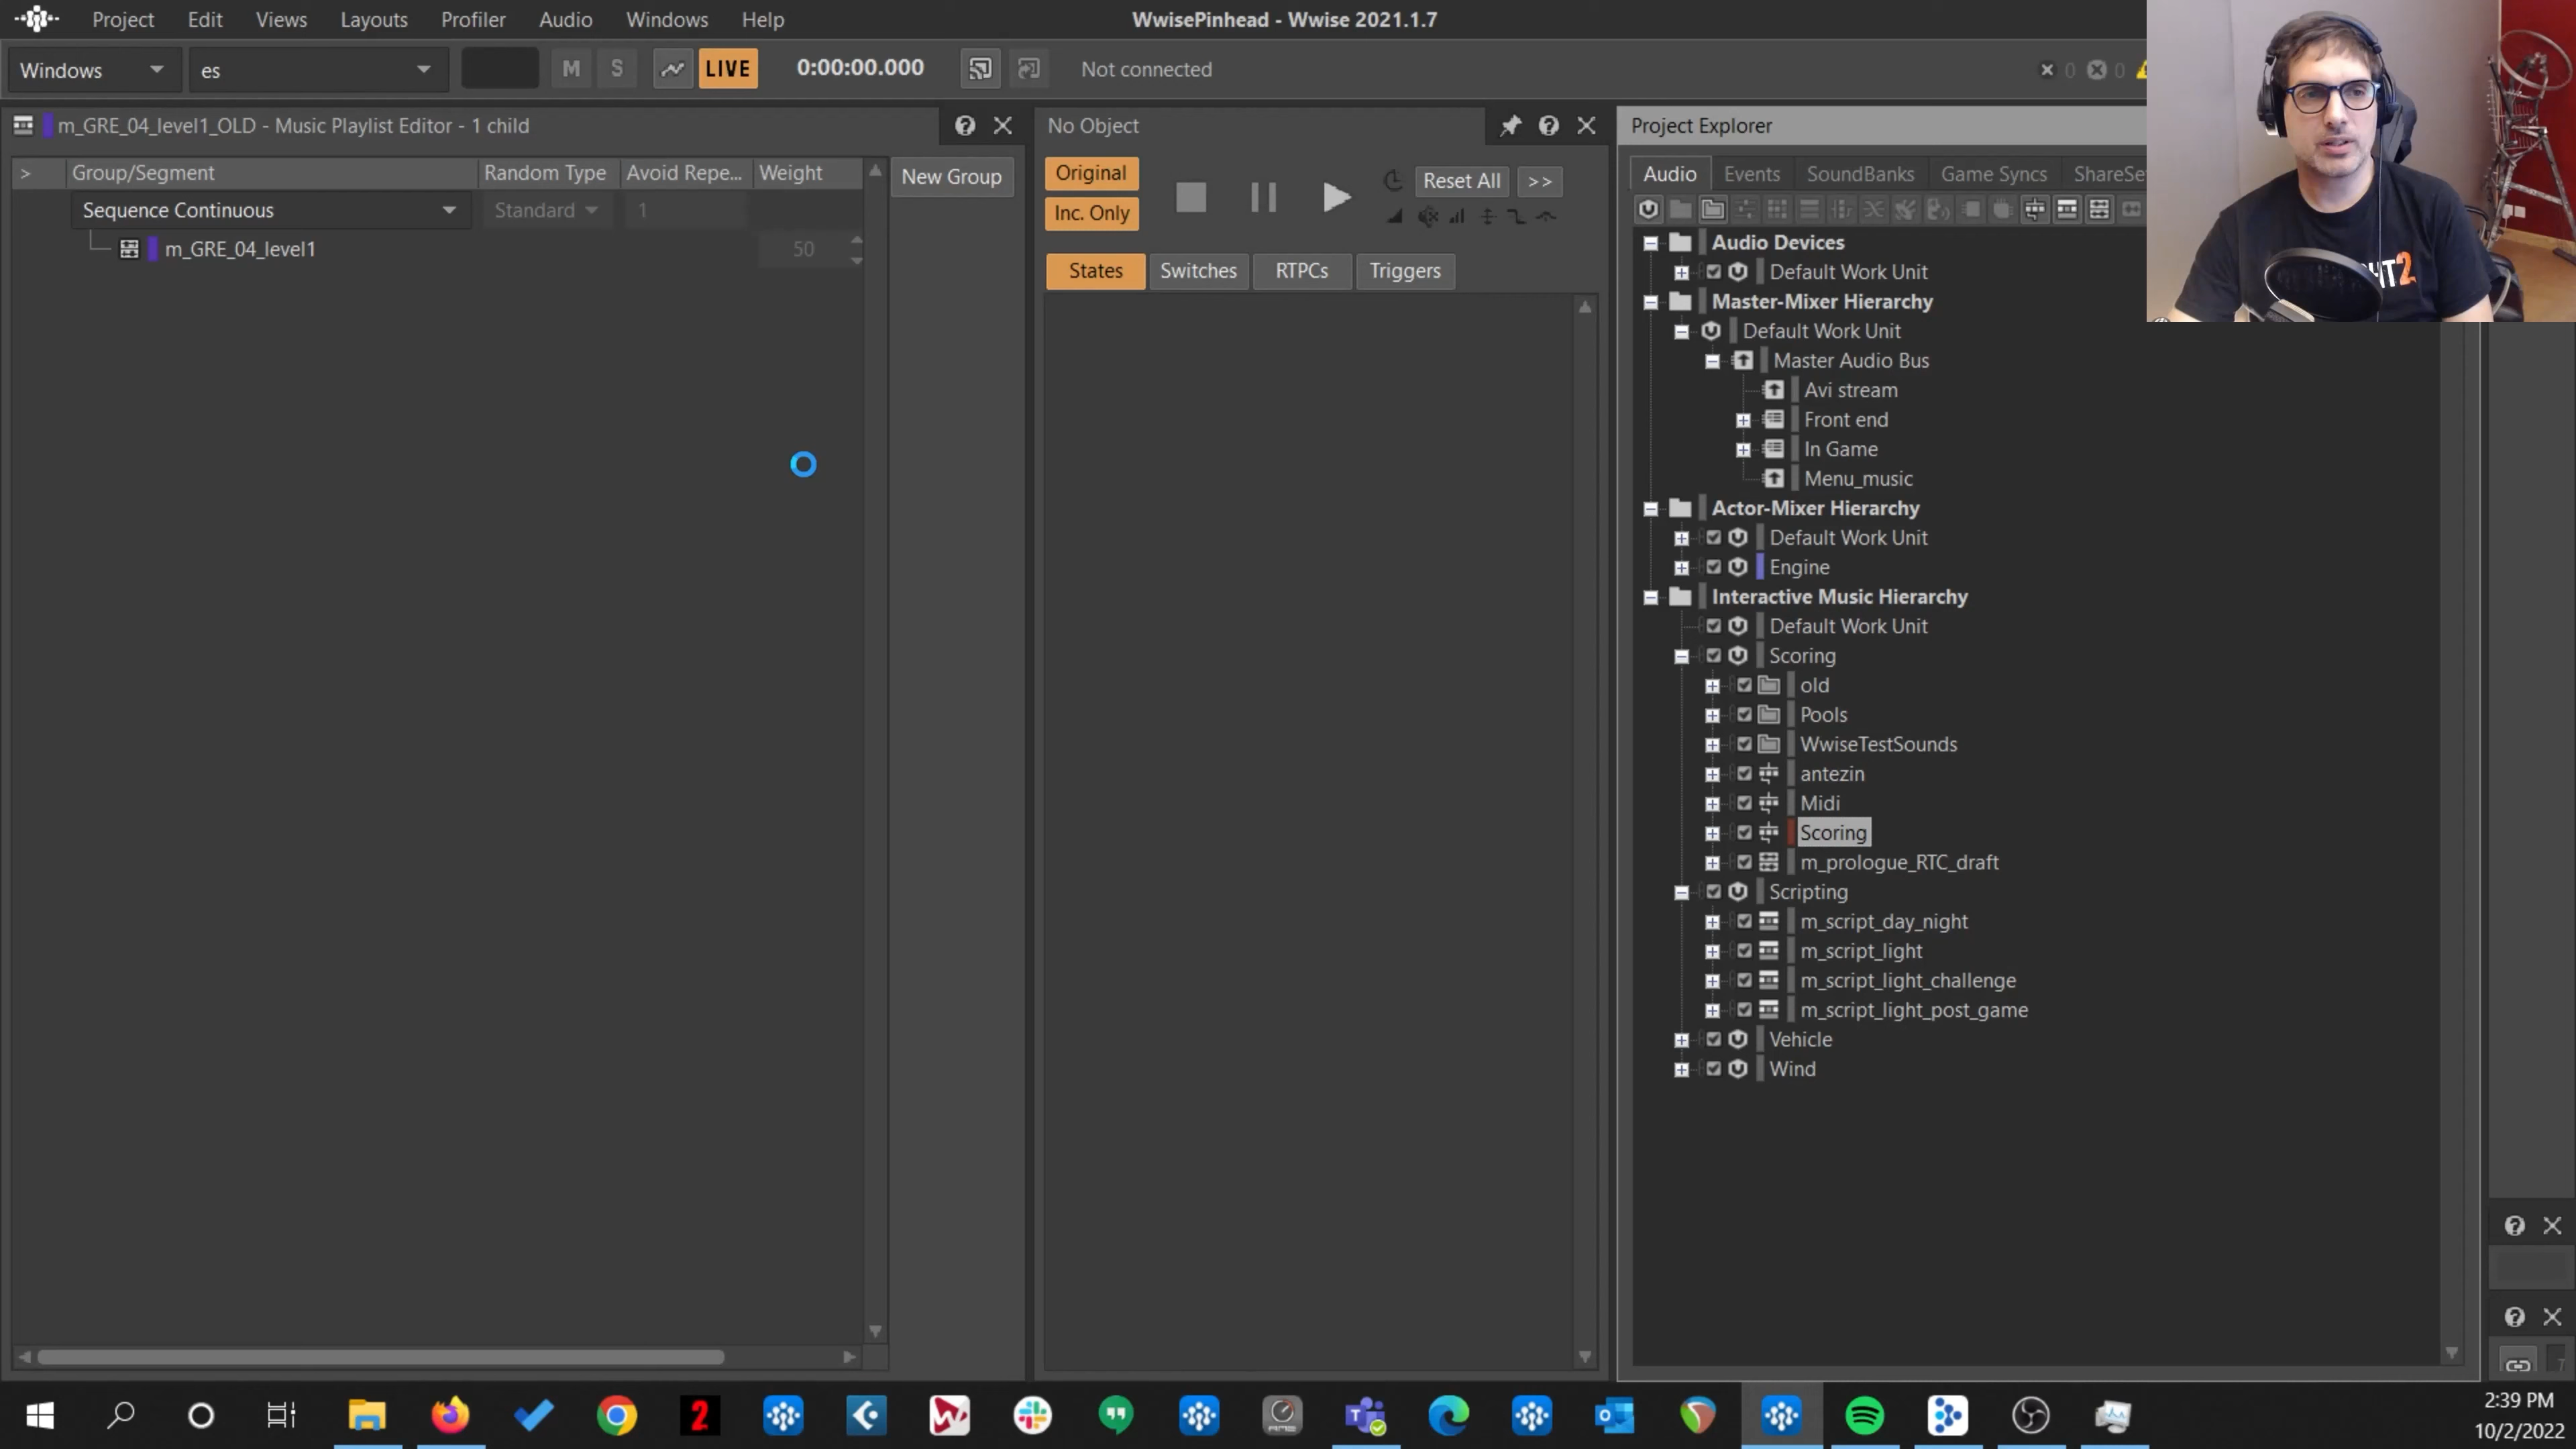 Project Edit Views Layouts Profiler Audio Windows Help
WwisePinhead - Wwise 2021.1.7
Windows es M S LIVE 0:00:00.000 Not connected 0 0
m_GRE_04_level1_OLD - Music Playlist Editor - 1 child
> Group/Segment Random Type Avoid Repe... Weight
New Group
Sequence Continuous Standard 1
m_GRE_04_level1 50
No Object
Original
Inc. Only
Reset All >>
States Switches RTPCs Triggers
Project Explorer
Audio Events SoundBanks Game Syncs ShareSe
Audio Devices
Default Work Unit
Master-Mixer Hierarchy
Default Work Unit
Master Audio Bus
Avi stream
Front end
In Game
Menu_music
Actor-Mixer Hierarchy
Default Work Unit
Engine
Interactive Music Hierarchy
Default Work Unit
Scoring
old
Pools
WwiseTestSounds
antezin
Midi
Scoring
m_prologue_RTC_draft
Scripting
m_script_day_night
m_script_light
m_script_light_challenge
m_script_light_post_game
Vehicle
Wind
HT2
2
2:39 PM
10/2/2022